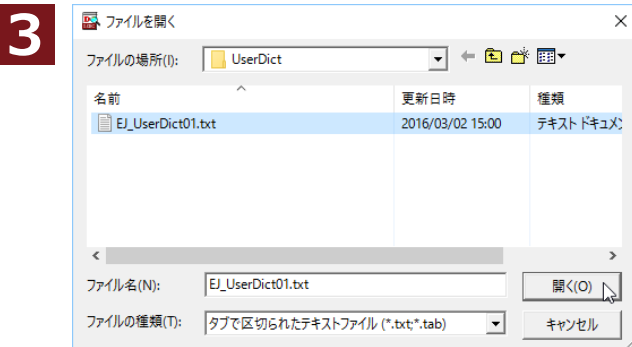 3
ファイルを開く
ファイルの場所(I): UserDict
名前 更新日時 種類
EJ_UserDict01.txt 2016/03/02 15:00 テキスト ドキュメン
ファイル名(N): EJ_UserDict01.txt 開く(O)
ファイルの種類(T): タブで区切られたテキストファイル (*.txt;*.tab) キャンセル